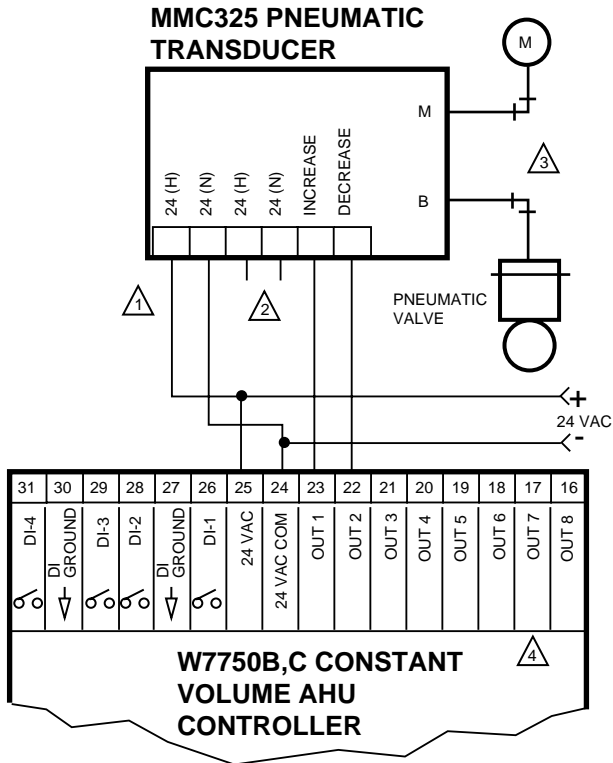 MMC325 PNEUMATIC
TRANSDUCER
M
M
3
B
24 (H)
24 (N)
24 (H)
24 (N)
INCREASE
DECREASE
1
2
PNEUMATIC
VALVE
+
24 VAC
-
31 30 29 28 27 26 25 24 23 22 21 20 19 18 17 16
DI-4
DI
GROUND
DI-3
DI-2
DI
GROUND
DI-1
24 VAC
24 VAC COM
OUT 1
OUT 2
OUT 3
OUT 4
OUT 5
OUT 6
OUT 7
OUT 8
4
W7750B,C CONSTANT
VOLUME AHU
CONTROLLER